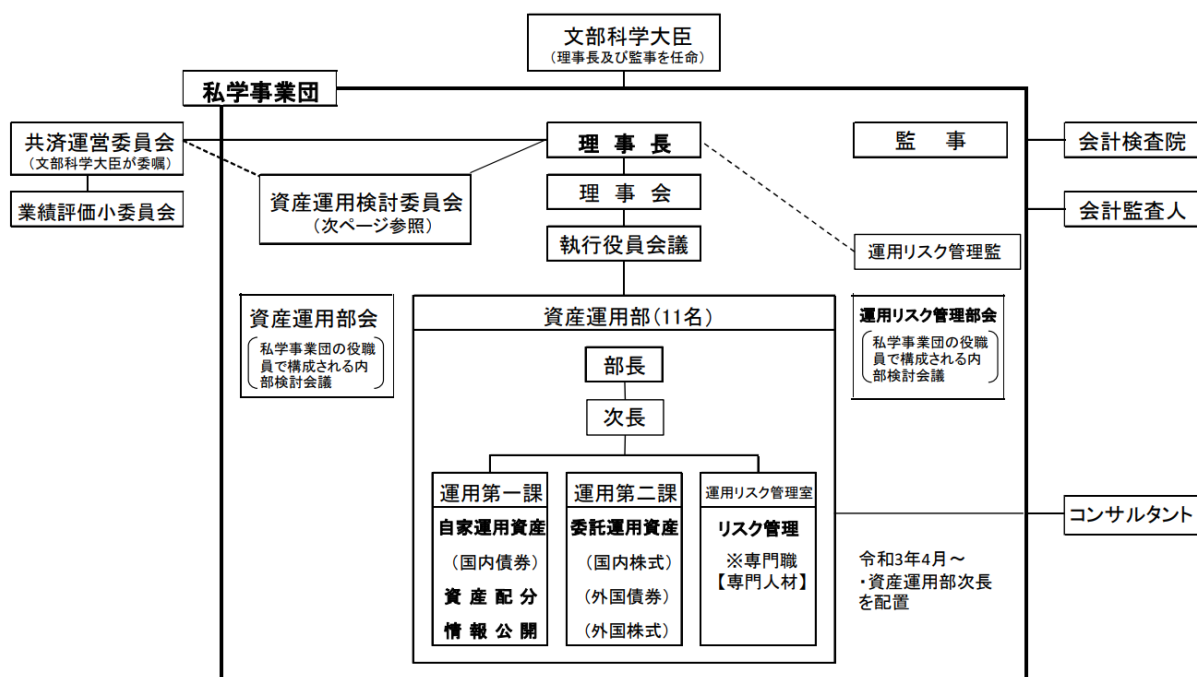 文部科学大臣
(理事長及び監事を任命)
私学事業団
共済運営委員会
(文部科学大臣が委嘱)
業績評価小委員会
資産運用検討委員会
(次ページ参照)
理 事 長
理 事 会
執行役員会議
監 事
運用リスク管理監
会計検査院
会計監査人
資産運用部会
私学事業団の役職
員で構成される内
部検討会議
資産運用部(11名)
部長
次長
運用第一課
自家運用資産
(国内債券)
資 産 配 分
情 報 公 開
運用第二課
委託運用資産
(国内株式)
(外国債券)
(外国株式)
運用リスク管理室
リスク管理
※専門職
【専門人材】
運用リスク管理部会
私学事業団の役職
員で構成される内
部検討会議
コンサルタント
令和3年4月~
・資産運用部次長
を配置